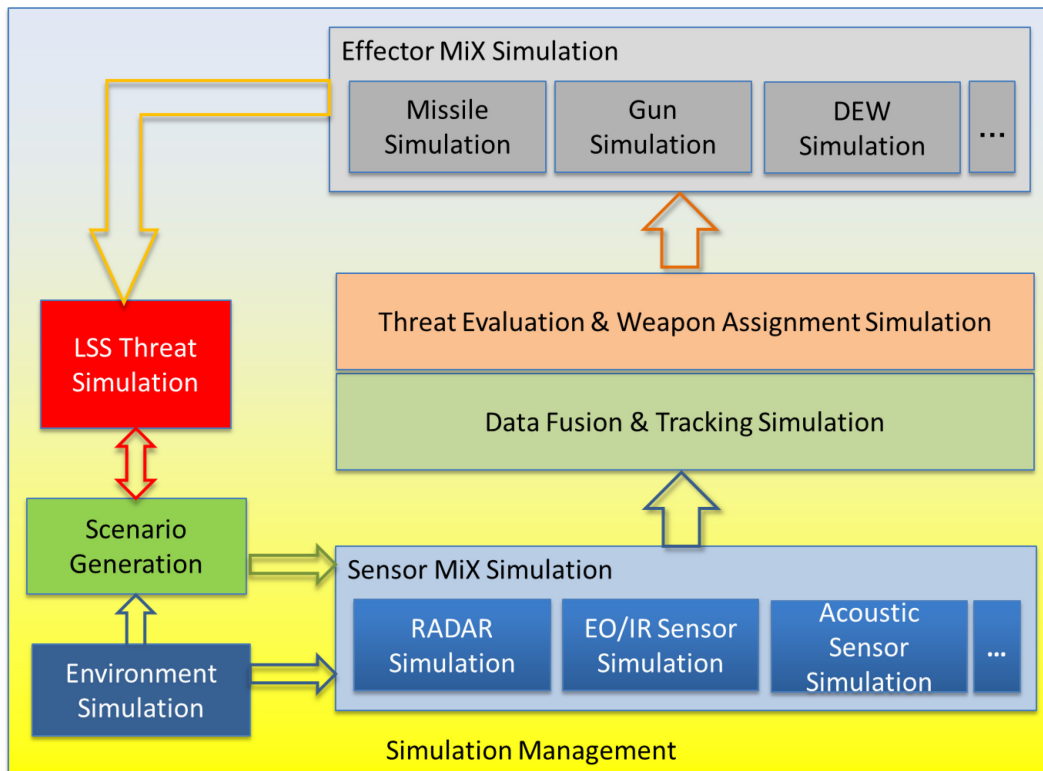 Effector MiX Simulation
Missile
Simulation
Gun
Simulation
DEW
Simulation
...
LSS Threat
Simulation
Threat Evaluation & Weapon Assignment Simulation
Data Fusion & Tracking Simulation
Scenario
Generation
Sensor MiX Simulation
RADAR
Simulation
EO/IR Sensor
Simulation
Acoustic
Sensor
Simulation
...
Environment
Simulation
Simulation Management